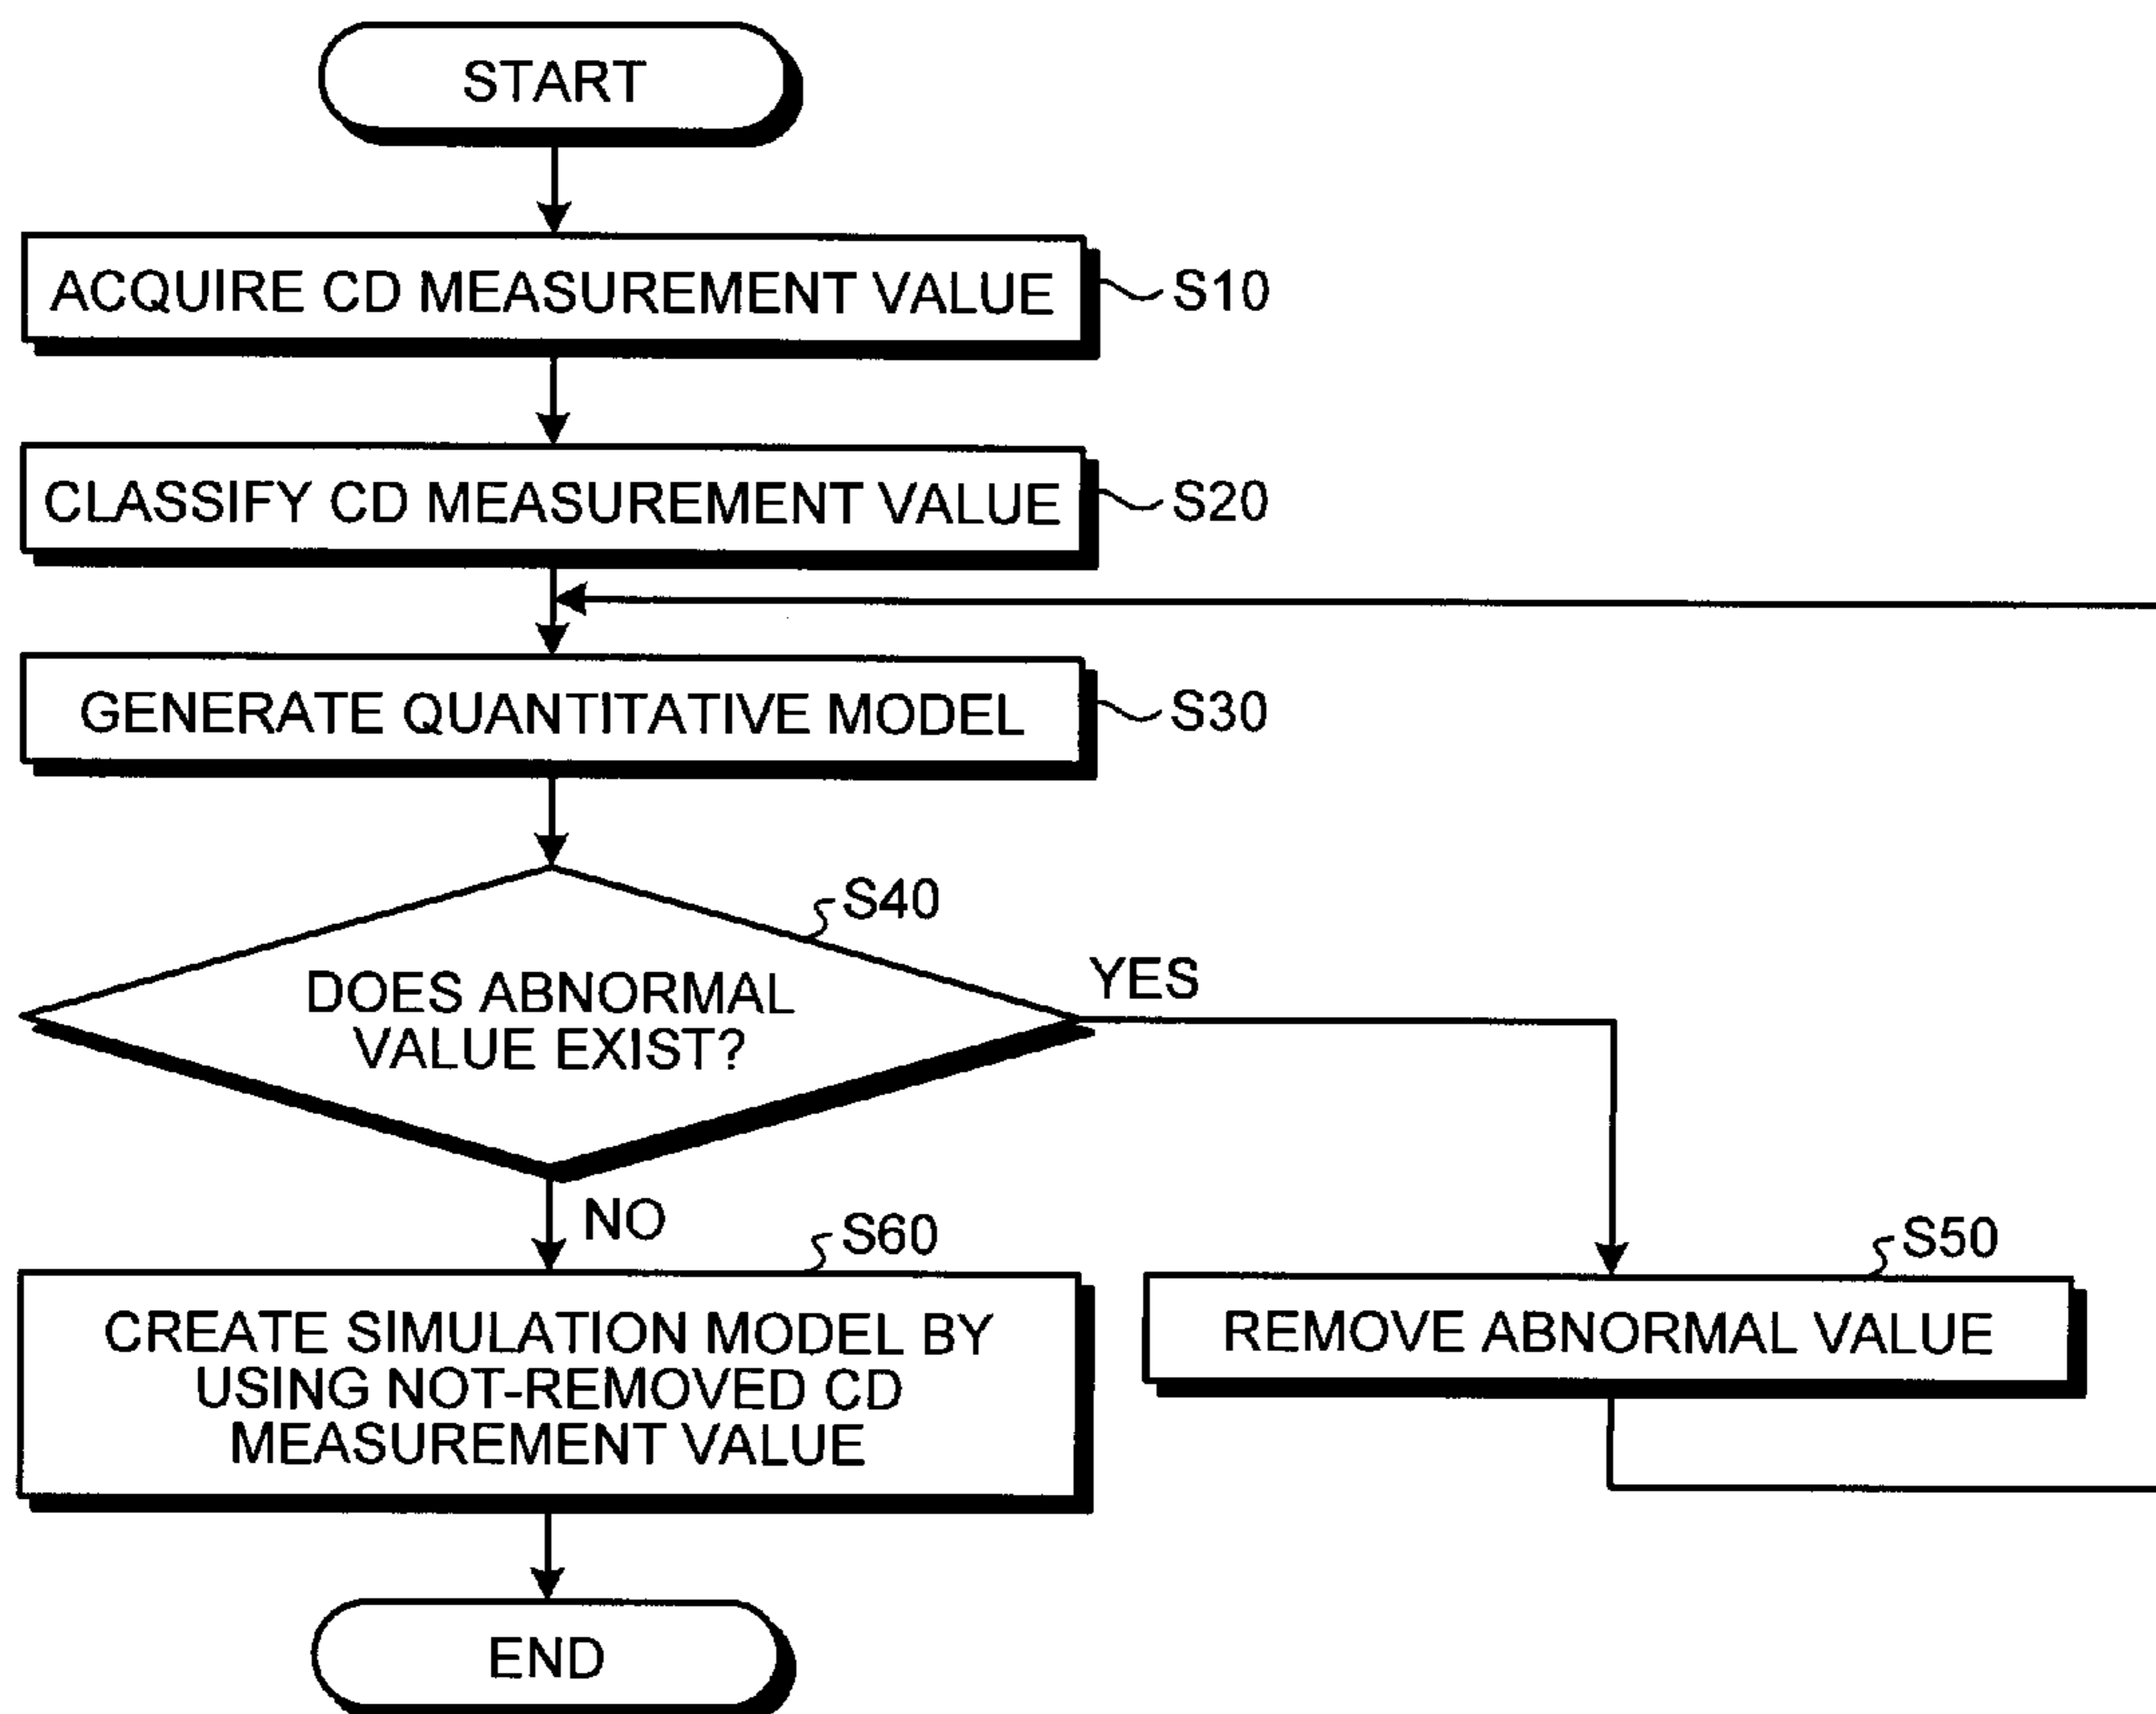 START
ACQUIRE CD MEASUREMENT VALUE
S10
CLASSIFY CD MEASUREMENT VALUE
S20
GENERATE QUANTITATIVE MODEL
S30
S40
DOES ABNORMAL
VALUE EXIST?
YES
NO
S60
CREATE SIMULATION MODEL BY
USING NOT-REMOVED CD
MEASUREMENT VALUE
S50
REMOVE ABNORMAL VALUE
END